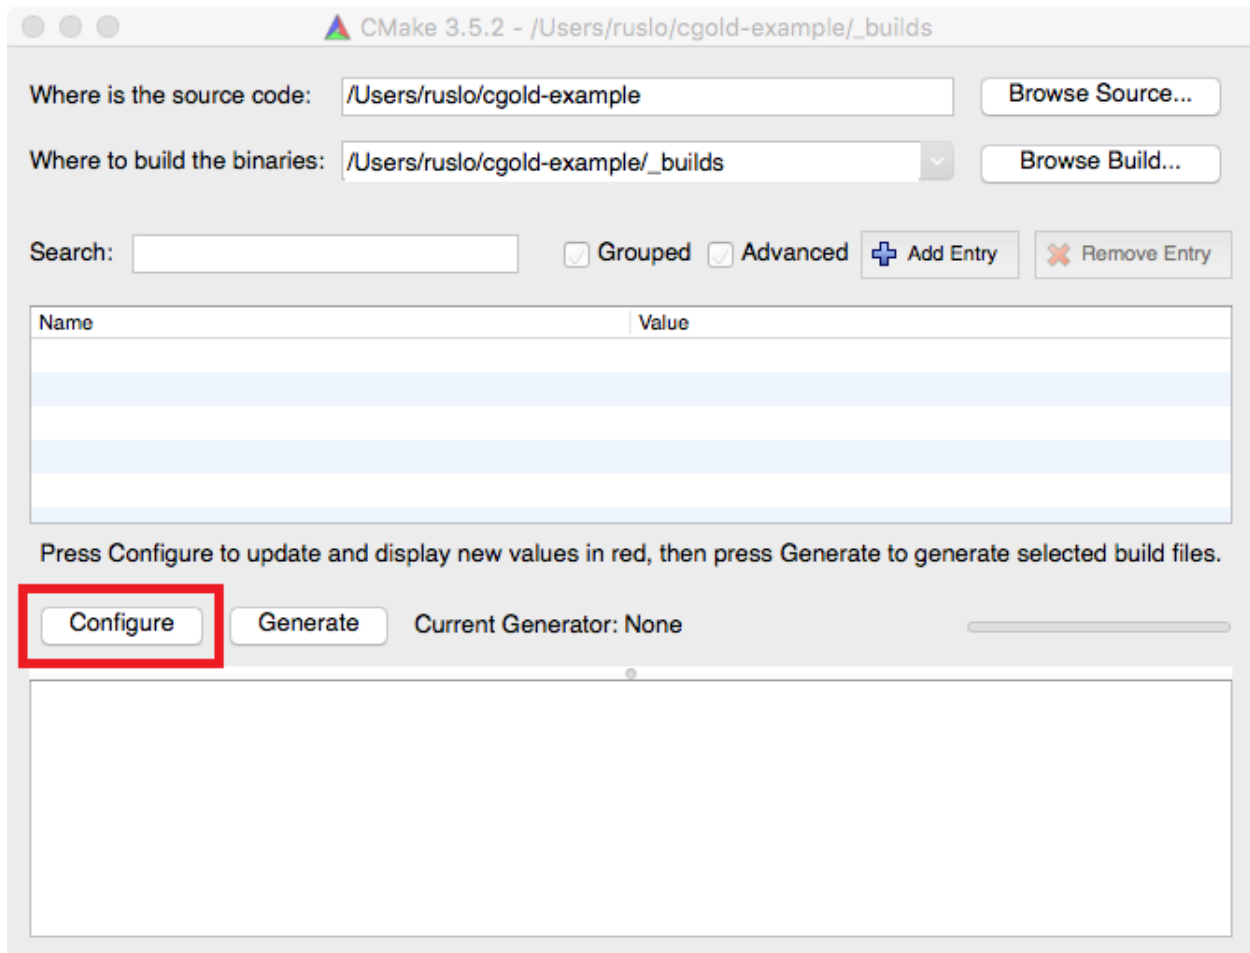 CMake 3.5.2 - /Users/ruslo/cgold-example/_builds
Where is the source code: /Users/ruslo/cgold-example Browse Source...
Where to build the binaries: /Users/ruslo/cgold-example/_builds Browse Build...
Search: Grouped Advanced Add Entry Remove Entry
Name Value
Press Configure to update and display new values in red, then press Generate to generate selected build files.
Configure Generate Current Generator: None